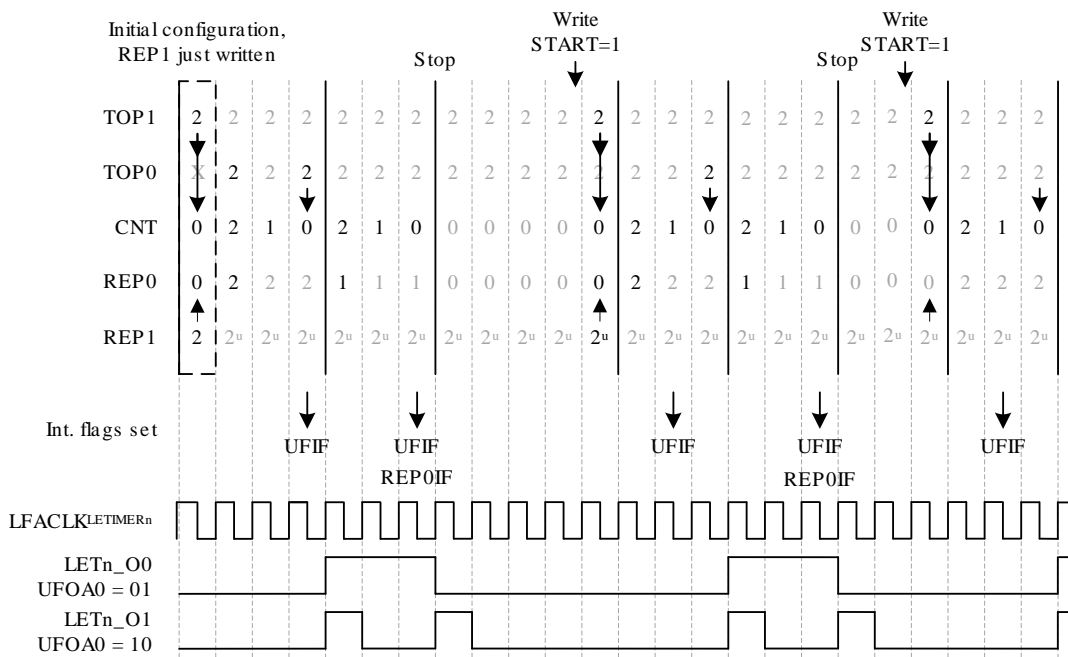 Initial configuration,
REP1 just written
Stop
Write
START=1
Stop
Write
START=1
TOP1 2 2 2 2 2 2 2 2 2 2 2 2 2 2 2 2 2 2 2 2 2 2 2 2
TOP0 X 2 2 2 2 2 2 2 2 2 2 2 2 2 2 2 2 2 2 2 2 2 2 2
CNT 0 2 1 0 2 1 0 0 0 0 0 0 2 1 0 2 1 0 0 0 0 2 1 0
REP0 0 2 2 2 1 1 1 0 0 0 0 0 2 2 2 1 1 1 0 0 0 2 2 2
REP1 2 2u 2u 2u 2u 2u 2u 2u 2u 2u 2u 2u 2u 2u 2u 2u 2u 2u 2u 2u 2u 2u 2u 2u
Int. flags set
UFIF UFIF UFIF UFIF UFIF
REP0IF REP0IF
LFACLKLETIMERn
LETn_O0
UFOA0 = 01
LETn_O1
UFOA0 = 10